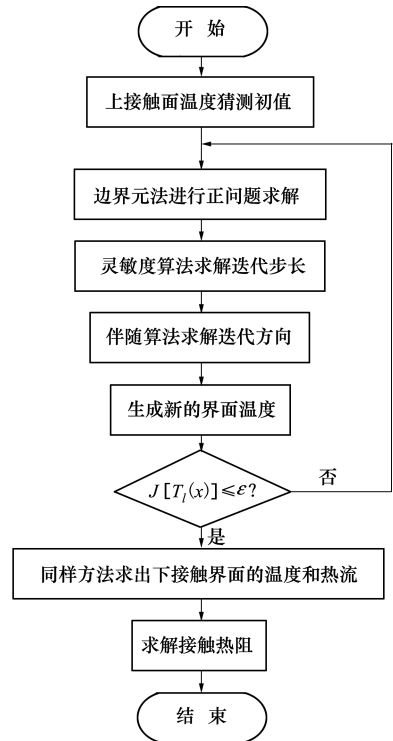 开 始
上接触面温度猜测初值
边界元法进行正问题求解
灵敏度算法求解迭代步长
伴随算法求解迭代方向
生成新的界面温度
J[T_l(x)]≤ε?
否
是
同样方法求出下接触界面的温度和热流
求解接触热阻
结 束